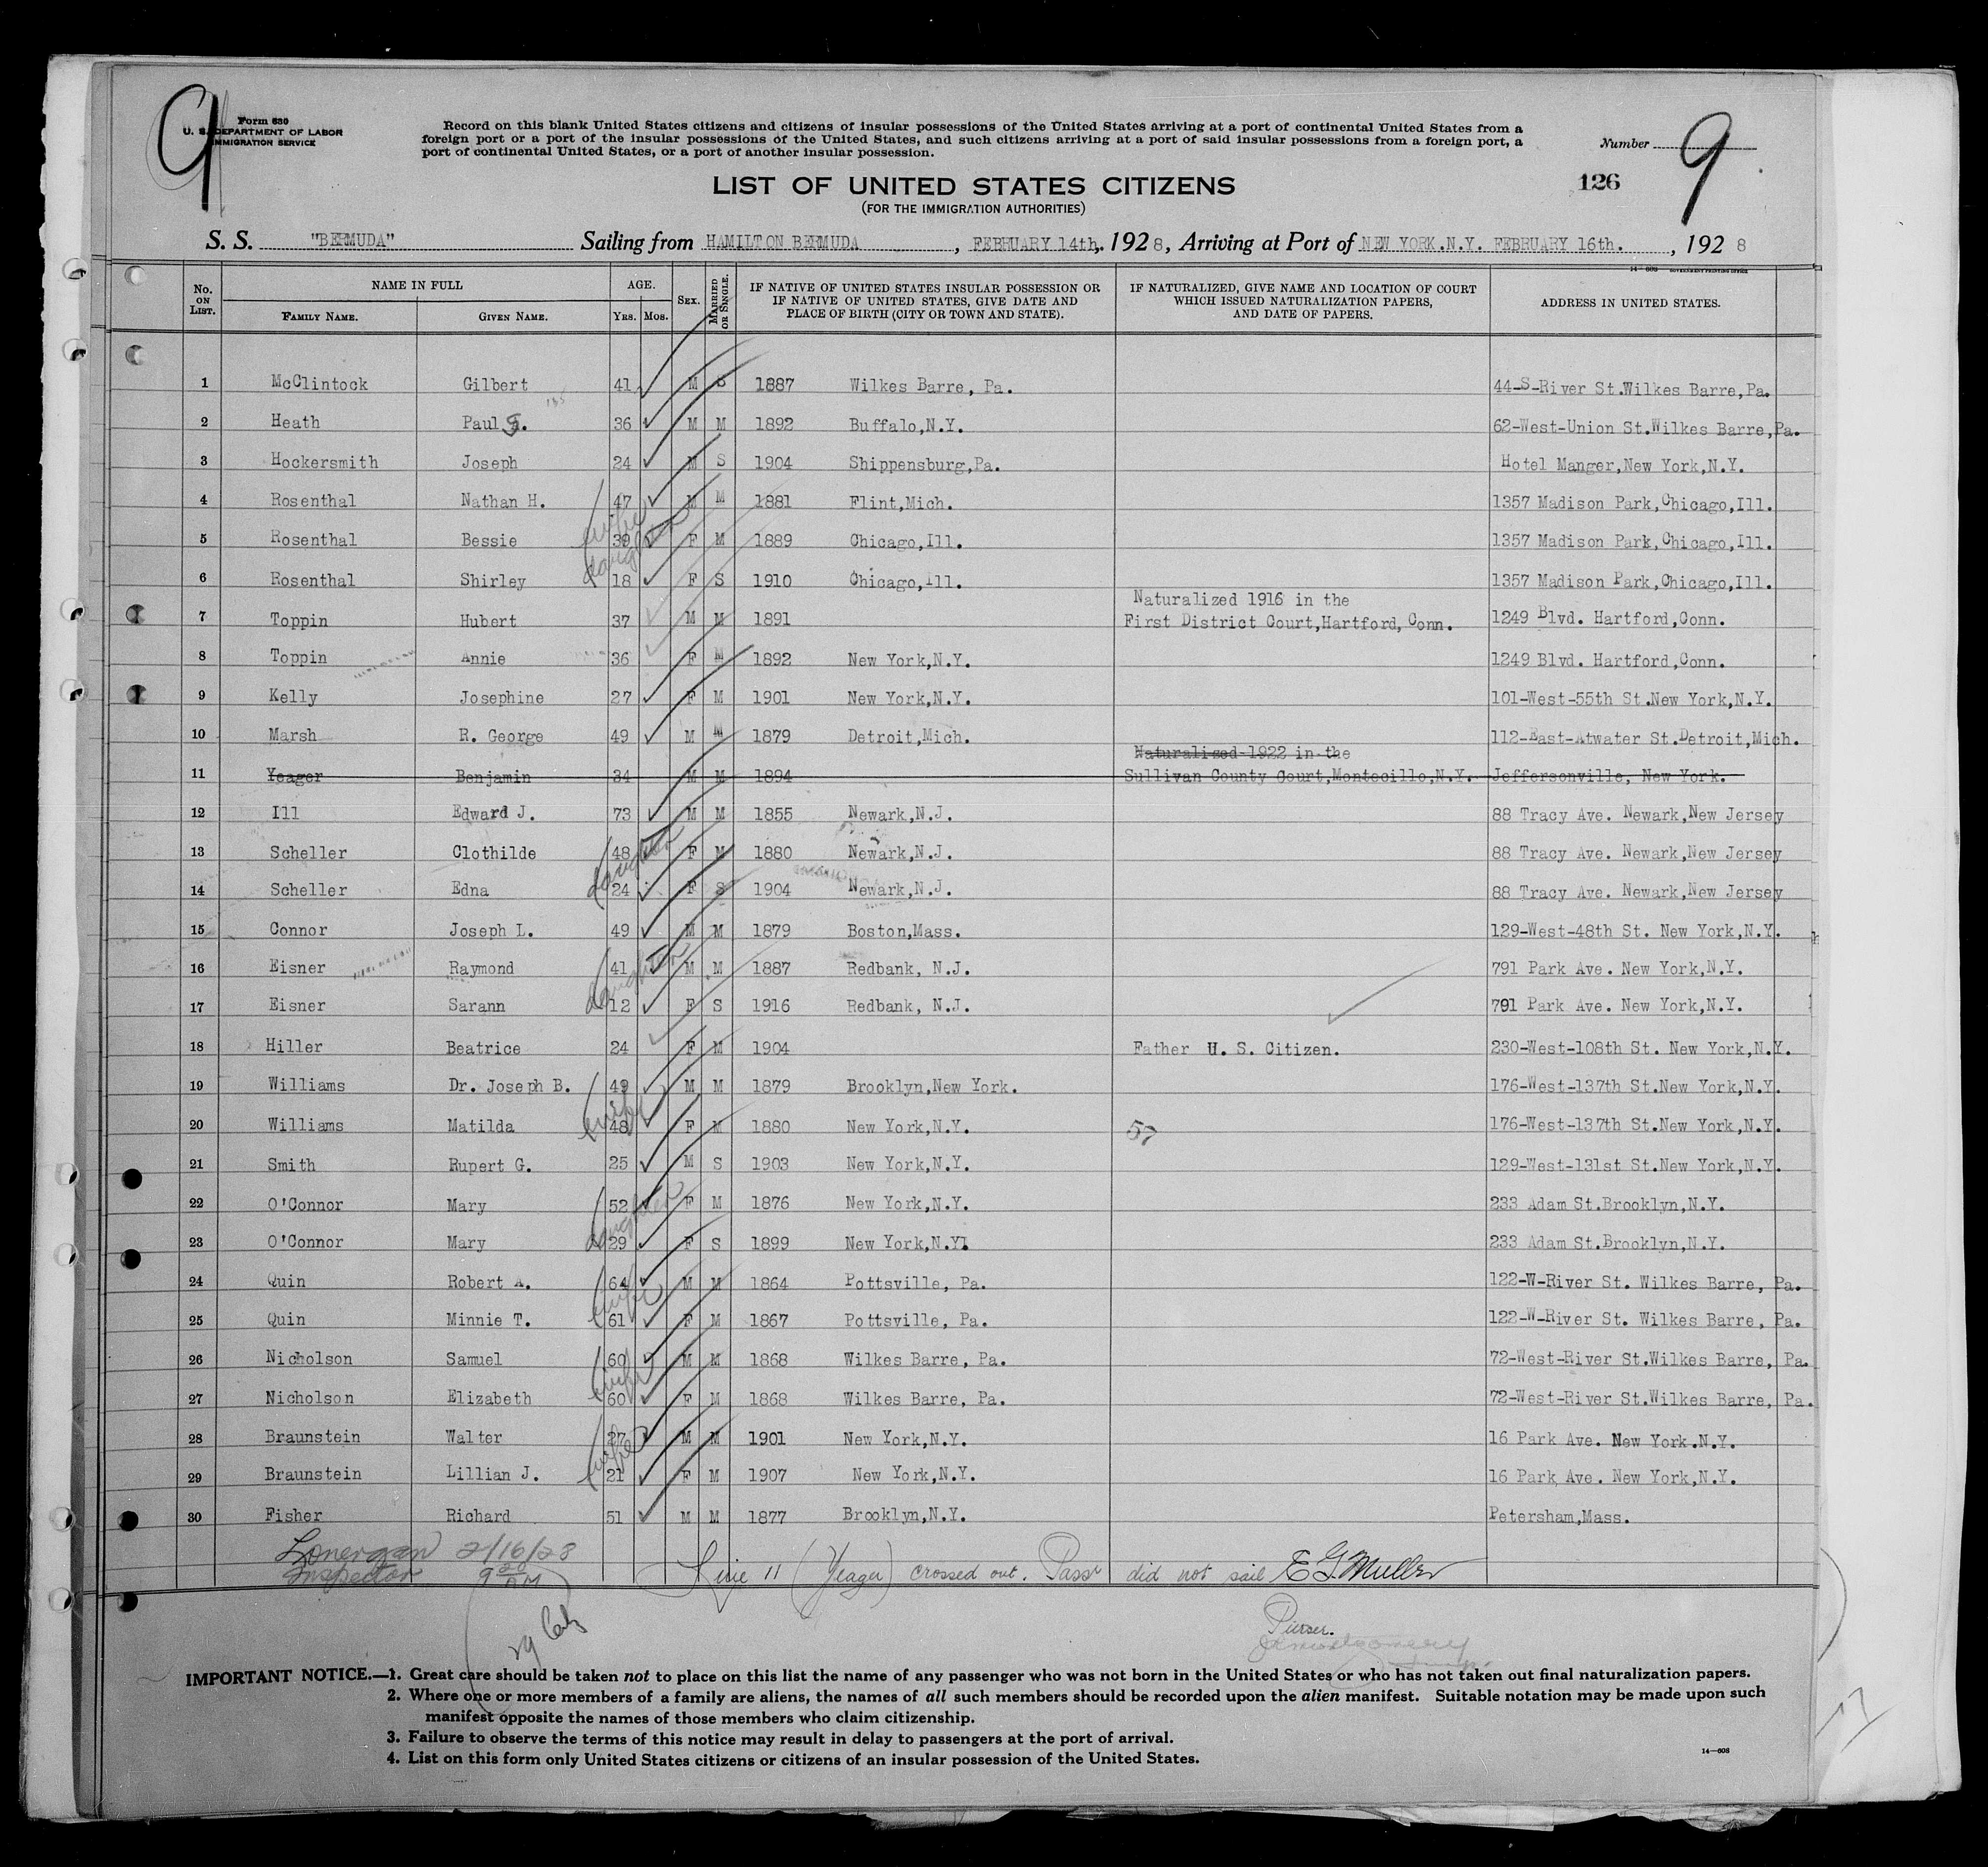 9
Form 630
U. S. DEPARTMENT OF LABOR
IMMIGRATION SERVICE
Record on this blank United States citizens and citizens of insular possessions of the United States arriving at a port of continental United States from a
foreign port or a port of the insular possessions of the United States, and such citizens arriving at a port of said insular possessions from a foreign port, a
port of continental United States, or a port of another insular possession.
Number 9
126
LIST OF UNITED STATES CITIZENS
(FOR THE IMMIGRATION AUTHORITIES)
S. S. "BERMUDA" Sailing from HAMILTON BERMUDA, FEBRUARY 14th, 1928, Arriving at Port of NEW YORK.N.Y. FEBRUARY 16th., 1928
14—608 GOVERNMENT PRINTING OFFICE
No. ON LIST. NAME IN FULL FAMILY NAME. GIVEN NAME. AGE. YRS. MOS. SEX. MARRIED OR SINGLE. IF NATIVE OF UNITED STATES INSULAR POSSESSION OR IF NATIVE OF UNITED STATES, GIVE DATE AND PLACE OF BIRTH (CITY OR TOWN AND STATE). IF NATURALIZED, GIVE NAME AND LOCATION OF COURT WHICH ISSUED NATURALIZATION PAPERS, AND DATE OF PAPERS. ADDRESS IN UNITED STATES.
1 McClintock Gilbert 41 M S 1887 Wilkes Barre, Pa. 44-S-River St.Wilkes Barre,Pa.
2 Heath Paul S. 36 M M 1892 Buffalo,N.Y. 62-West-Union St.Wilkes Barre,Pa.
3 Hockersmith Joseph 24 M S 1904 Shippensburg,Pa. Hotel Manger,New York,N.Y.
4 Rosenthal Nathan H. 47 M M 1881 Flint,Mich. 1357 Madison Park,Chicago,Ill.
5 Rosenthal Bessie wife 39 F M 1889 Chicago,Ill. 1357 Madison Park,Chicago,Ill.
6 Rosenthal Shirley daughter 18 F S 1910 Chicago,Ill. 1357 Madison Park,Chicago,Ill.
Naturalized 1916 in the
7 Toppin Hubert 37 M M 1891 First District Court,Hartford, Conn. 1249 Blvd. Hartford,Conn.
8 Toppin Annie 36 F M 1892 New York,N.Y. 1249 Blvd. Hartford,Conn.
9 Kelly Josephine 27 F M 1901 New York,N.Y. 101-West-55th St.New York,N.Y.
10 Marsh R. George 49 M M 1879 Detroit,Mich. 112-East-Atwater St.Detroit,Mich.
Naturalized-1922 in-the
11 Yeager Benjamin 34 M M 1894 Sullivan County Court,Montecillo,N.Y. Jeffersonville, New York.
12 Ill Edward J. 73 M M 1855 Newark,N.J. 88 Tracy Ave. Newark,New Jersey
13 Scheller Clothilde daughter 48 F M 1880 Newark,N.J. 88 Tracy Ave. Newark,New Jersey
14 Scheller Edna 24 F S 1904 Newark,N.J. 88 Tracy Ave. Newark,New Jersey
15 Connor Joseph L. 49 M M 1879 Boston,Mass. 129-West-48th St. New York,N.Y.
16 Eisner Raymond 41 M M 1887 Redbank, N.J. 791 Park Ave. New York,N.Y.
17 Eisner Sarann daughter 12 F S 1916 Redbank, N.J. 791 Park Ave. New York,N.Y.
18 Hiller Beatrice 24 F M 1904 Father U. S. Citizen. 230-West-108th St. New York,N.Y.
19 Williams Dr. Joseph B. 49 M M 1879 Brooklyn,New York. 176-West-137th St.New York,N.Y.
20 Williams Matilda wife 48 F M 1880 New York,N.Y. 57 176-West-137th St.New York,N.Y.
21 Smith Rupert G. 25 M S 1903 New York,N.Y. 129-West-131st St.New York,N.Y.
22 O'Connor Mary 52 F M 1876 New York,N.Y. 233 Adam St.Brooklyn,N.Y.
23 O'Connor Mary daughter 29 F S 1899 New York,N.Y. 233 Adam St.Brooklyn,N.Y.
24 Quin Robert A. 64 M M 1864 Pottsville, Pa. 122-W-River St. Wilkes Barre, Pa.
25 Quin Minnie T. wife 61 F M 1867 Pottsville, Pa. 122-W-River St. Wilkes Barre, Pa.
26 Nicholson Samuel 60 M M 1868 Wilkes Barre, Pa. 72-West-River St.Wilkes Barre, Pa.
27 Nicholson Elizabeth wife 60 F M 1868 Wilkes Barre, Pa. 72-West-River St.Wilkes Barre, Pa.
28 Braunstein Walter 27 M M 1901 New York,N.Y. 16 Park Ave. New York.N.Y.
29 Braunstein Lillian J. wife 21 F M 1907 New York,N.Y. 16 Park Ave. New York,N.Y.
30 Fisher Richard 51 M M 1877 Brooklyn,N.Y. Petersham,Mass.
Lonergan 2/16/28
Inspector 9 20 AM
Line 11 (Yeager) crossed out. Passr did not sail E G Muller
Purser.
29
IMPORTANT NOTICE.—1. Great care should be taken not to place on this list the name of any passenger who was not born in the United States or who has not taken out final naturalization papers.
2. Where one or more members of a family are aliens, the names of all such members should be recorded upon the alien manifest. Suitable notation may be made upon such
manifest opposite the names of those members who claim citizenship.
3. Failure to observe the terms of this notice may result in delay to passengers at the port of arrival.
4. List on this form only United States citizens or citizens of an insular possession of the United States.
14—608